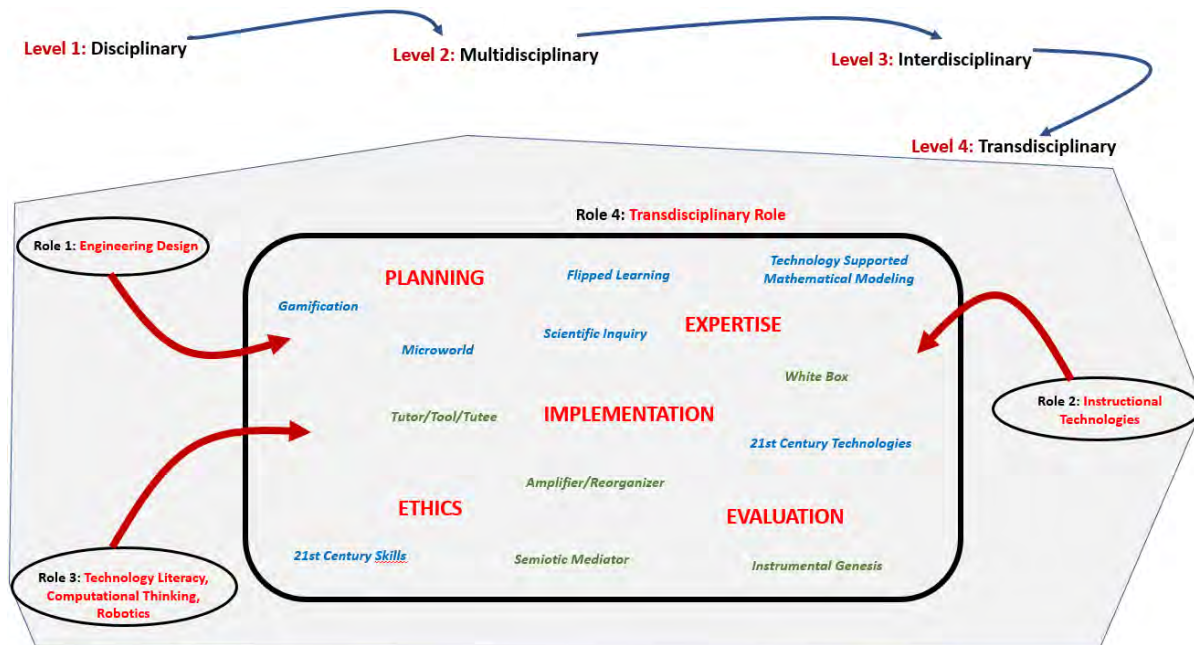 Level 1: Disciplinary
Level 2: Multidisciplinary
Level 3: Interdisciplinary
Level 4: Transdisciplinary
Role 4: Transdisciplinary Role
Role 1: Engineering Design
PLANNING
Flipped Learning
Technology Supported
Mathematical Modeling
Gamification
Scientific Inquiry
EXPERTISE
Microworld
White Box
Tutor/Tool/Tutee
IMPLEMENTATION
Role 2: Instructional
Technologies
21st Century Technologies
Amplifier/Reorganizer
ETHICS
EVALUATION
21st Century Skills
Semiotic Mediator
Instrumental Genesis
Role 3: Technology Literacy,
Computational Thinking,
Robotics